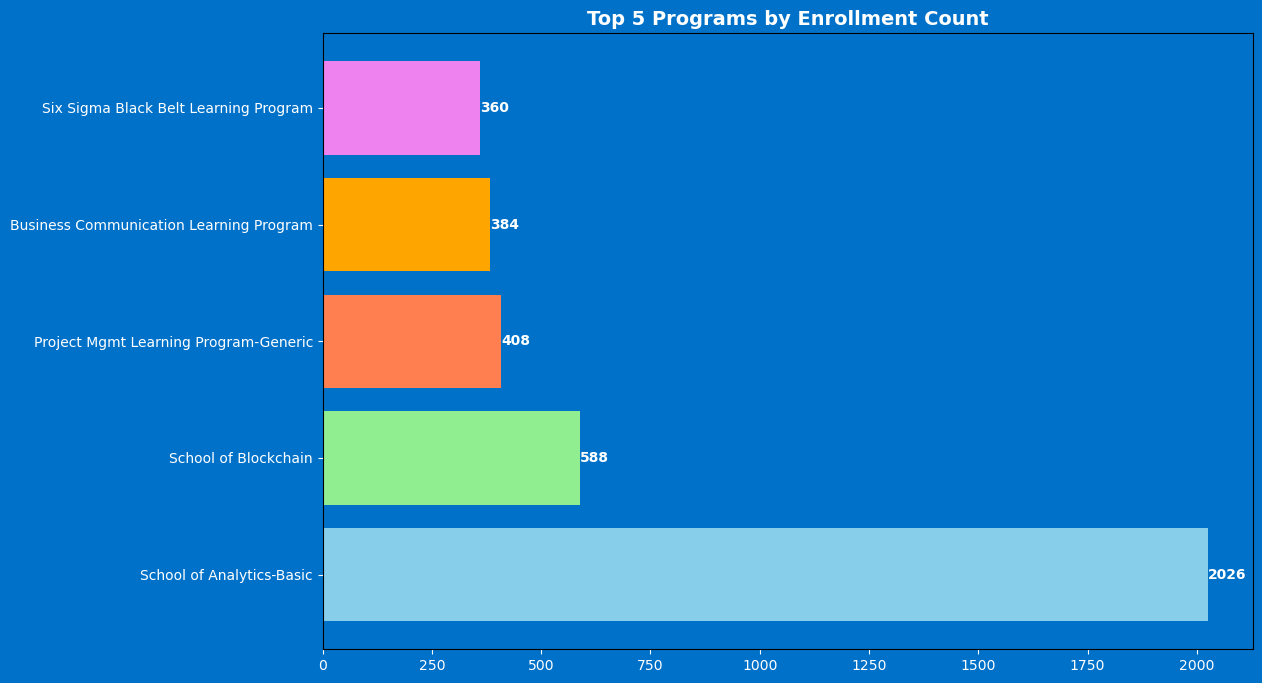 Top 5 Programs by Enrollment Count
Six Sigma Black Belt Learning Program
360
Business Communication Learning Program
384
Project Mgmt Learning Program-Generic
408
School of Blockchain
588
School of Analytics-Basic
2026
0 250 500 750 1000 1250 1500 1750 2000